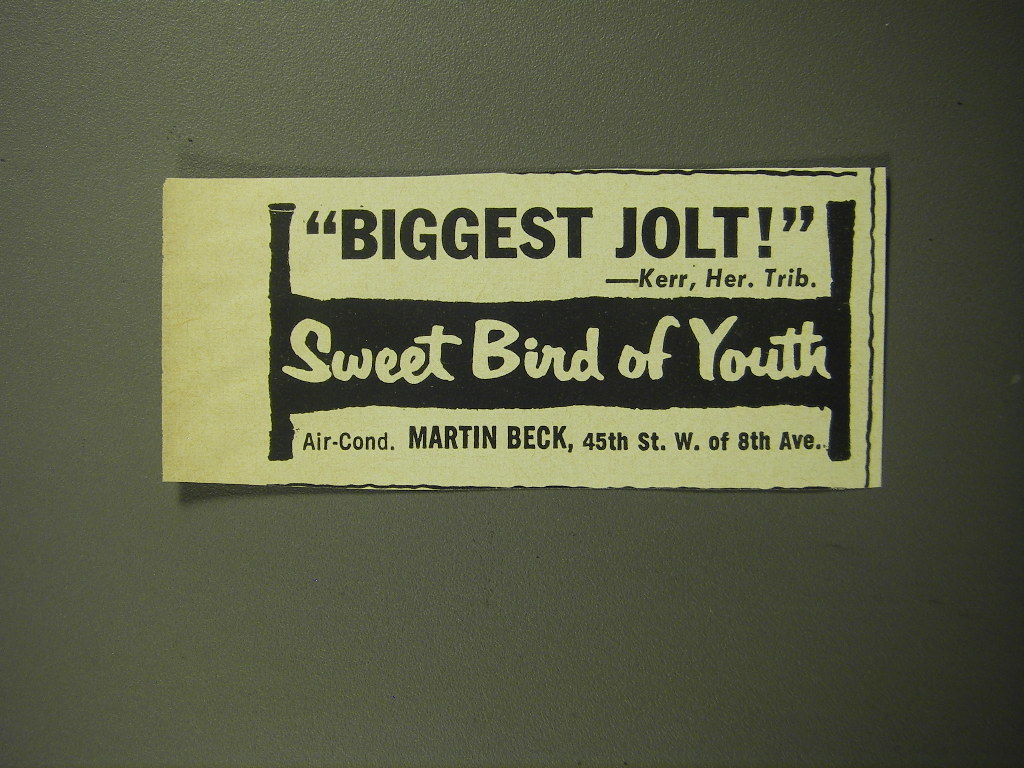 “BIGGEST JOLT!”
—Kerr, Her. Trib.
Sweet Bird of Youth
Air-Cond. MARTIN BECK, 45th St. W. of 8th Ave.